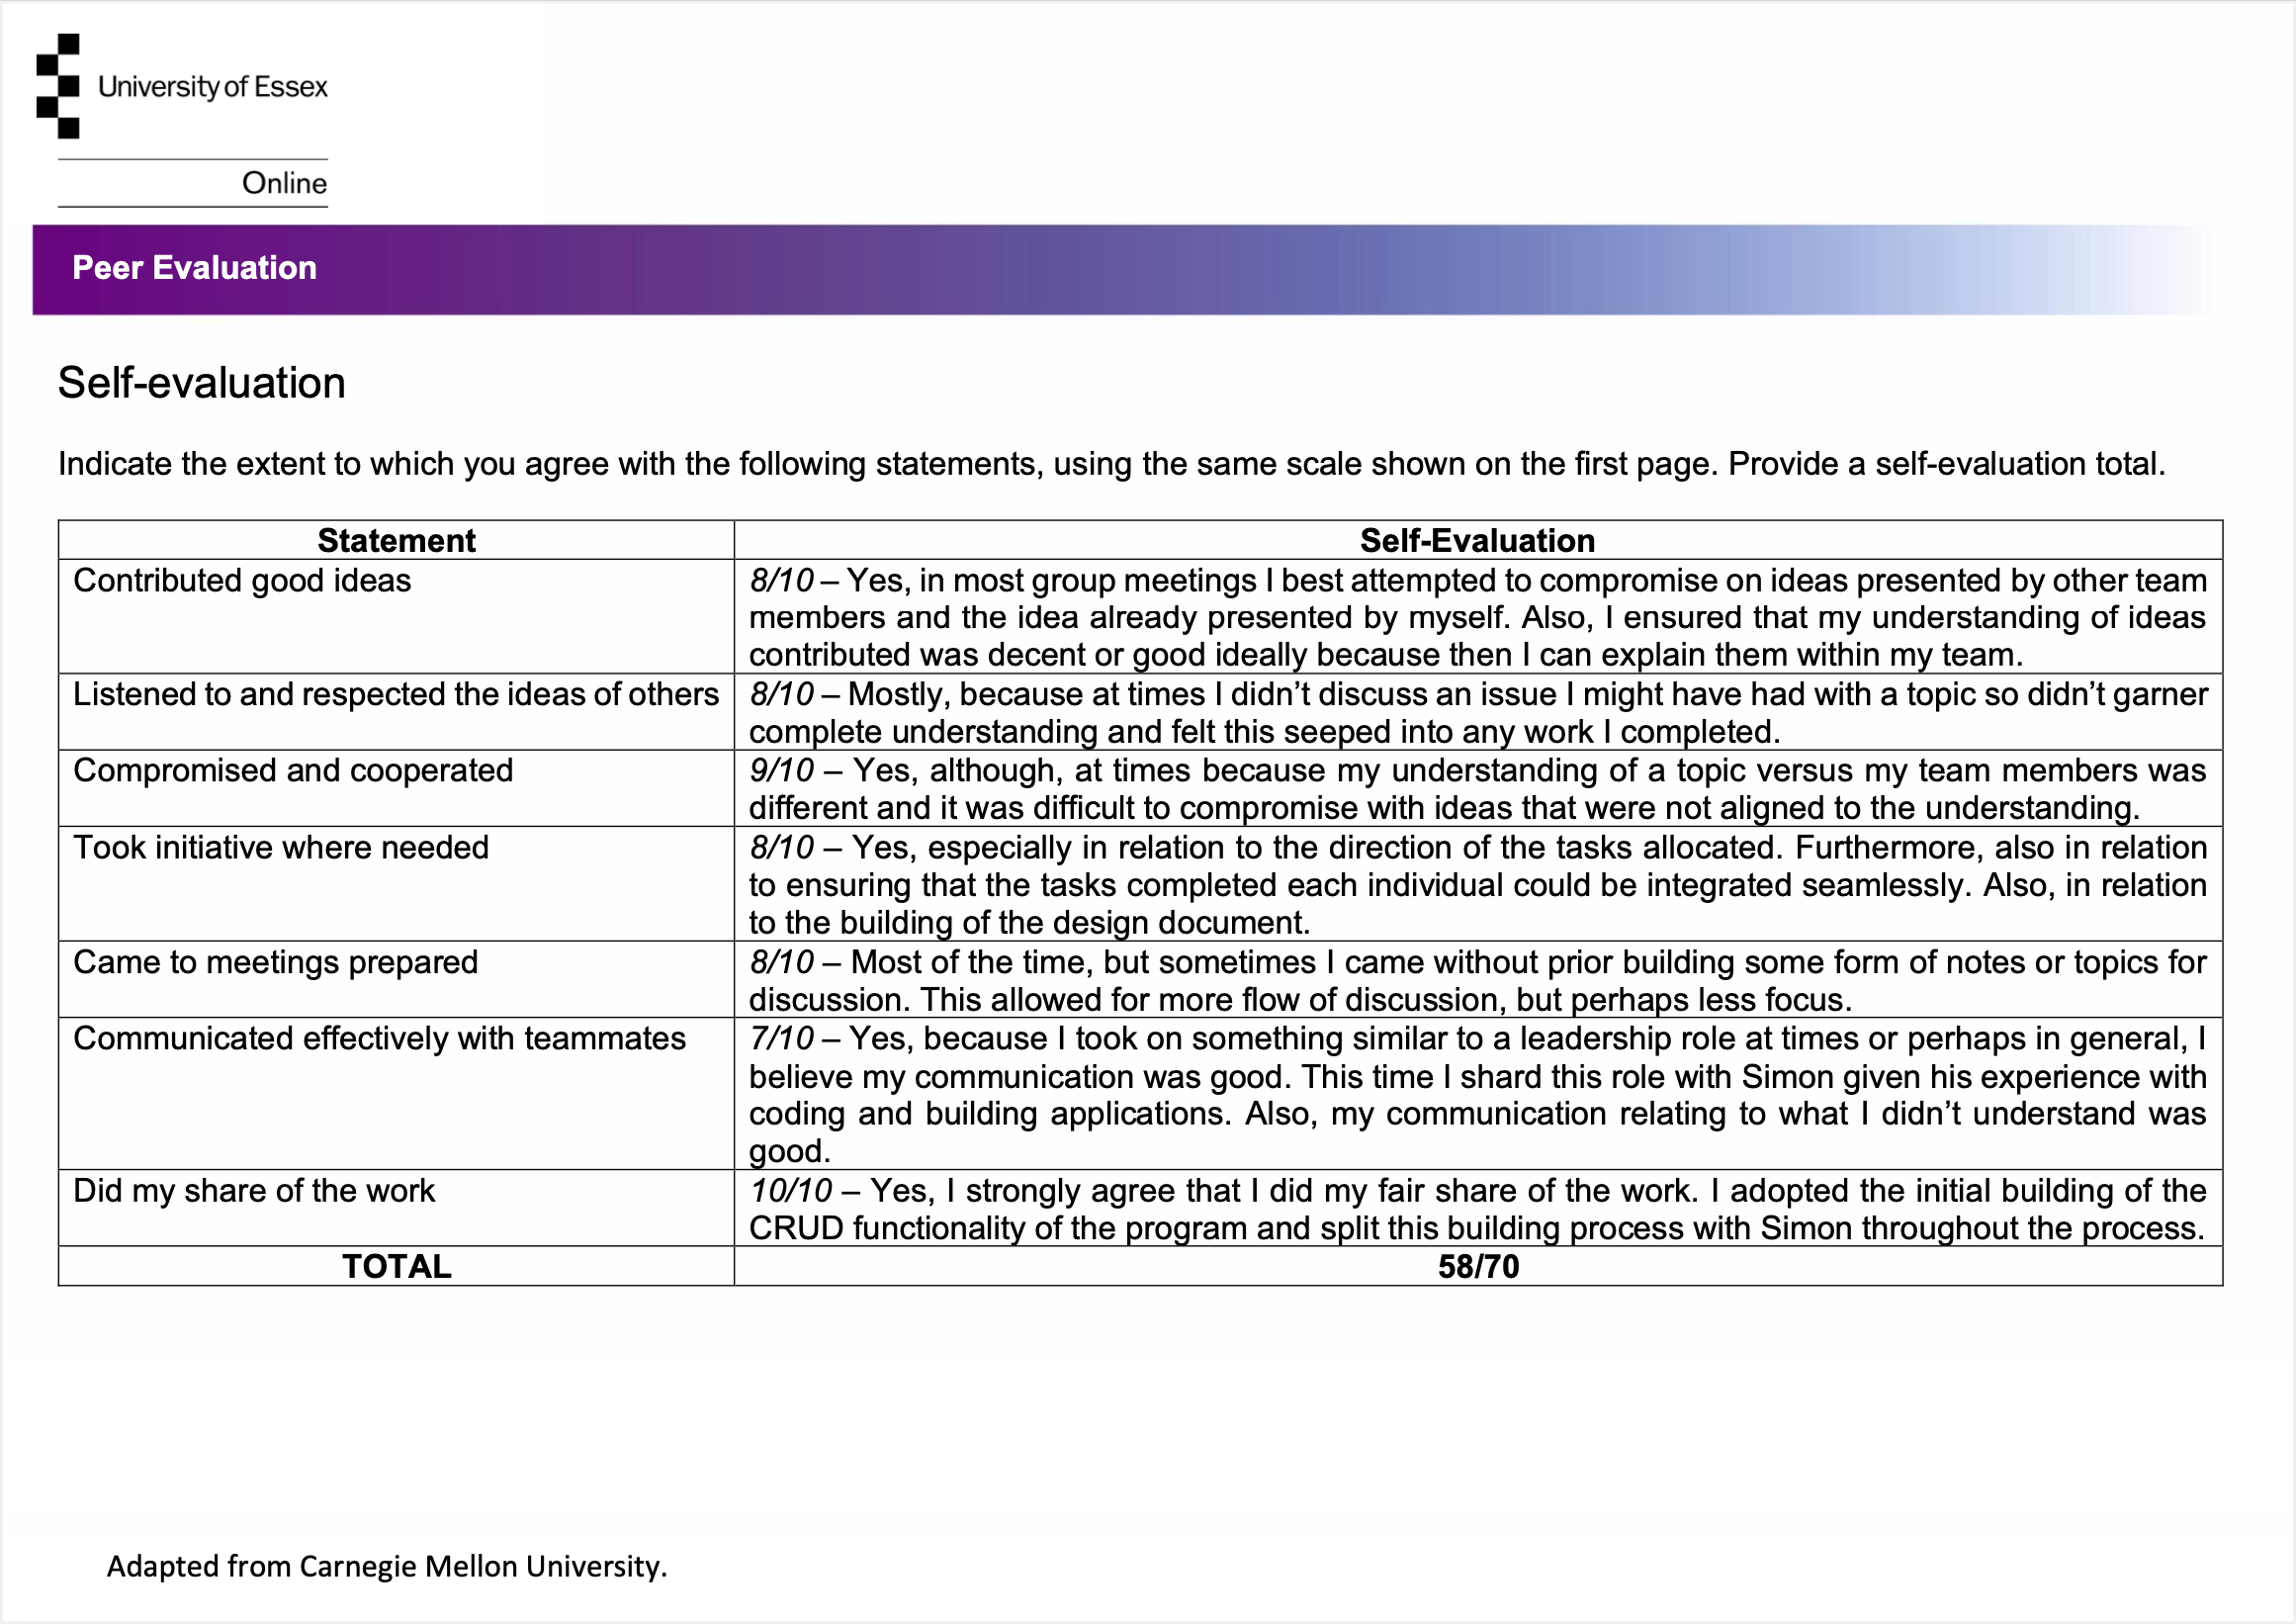 University of Essex
Online
Peer Evaluation
Self-evaluation
Indicate the extent to which you agree with the following statements, using the same scale shown on the first page. Provide a self-evaluation total.
Statement
Self-Evaluation
Contributed good ideas
8/10 – Yes, in most group meetings I best attempted to compromise on ideas presented by other team
members and the idea already presented by myself. Also, I ensured that my understanding of ideas
contributed was decent or good ideally because then I can explain them within my team.
Listened to and respected the ideas of others
8/10 – Mostly, because at times I didn’t discuss an issue I might have had with a topic so didn’t garner
complete understanding and felt this seeped into any work I completed.
Compromised and cooperated
9/10 – Yes, although, at times because my understanding of a topic versus my team members was
different and it was difficult to compromise with ideas that were not aligned to the understanding.
Took initiative where needed
8/10 – Yes, especially in relation to the direction of the tasks allocated. Furthermore, also in relation
to ensuring that the tasks completed each individual could be integrated seamlessly. Also, in relation
to the building of the design document.
Came to meetings prepared
8/10 – Most of the time, but sometimes I came without prior building some form of notes or topics for
discussion. This allowed for more flow of discussion, but perhaps less focus.
Communicated effectively with teammates
7/10 – Yes, because I took on something similar to a leadership role at times or perhaps in general, I
believe my communication was good. This time I shard this role with Simon given his experience with
coding and building applications. Also, my communication relating to what I didn’t understand was
good.
Did my share of the work
10/10 – Yes, I strongly agree that I did my fair share of the work. I adopted the initial building of the
CRUD functionality of the program and split this building process with Simon throughout the process.
TOTAL
58/70
Adapted from Carnegie Mellon University.